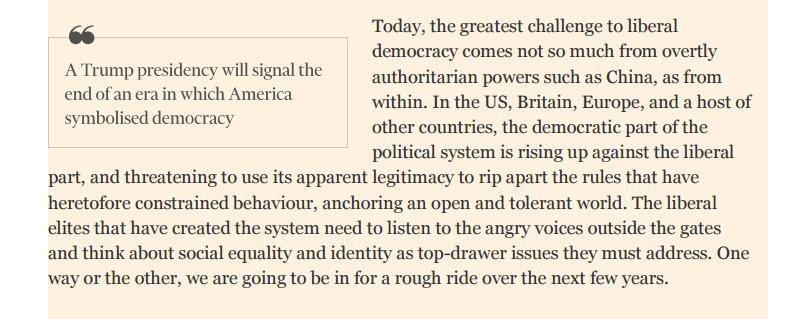 ❝
A Trump presidency will signal the
end of an era in which America
symbolised democracy
Today, the greatest challenge to liberal
democracy comes not so much from overtly
authoritarian powers such as China, as from
within. In the US, Britain, Europe, and a host of
other countries, the democratic part of the
political system is rising up against the liberal
part, and threatening to use its apparent legitimacy to rip apart the rules that have
heretofore constrained behaviour, anchoring an open and tolerant world. The liberal
elites that have created the system need to listen to the angry voices outside the gates
and think about social equality and identity as top-drawer issues they must address. One
way or the other, we are going to be in for a rough ride over the next few years.